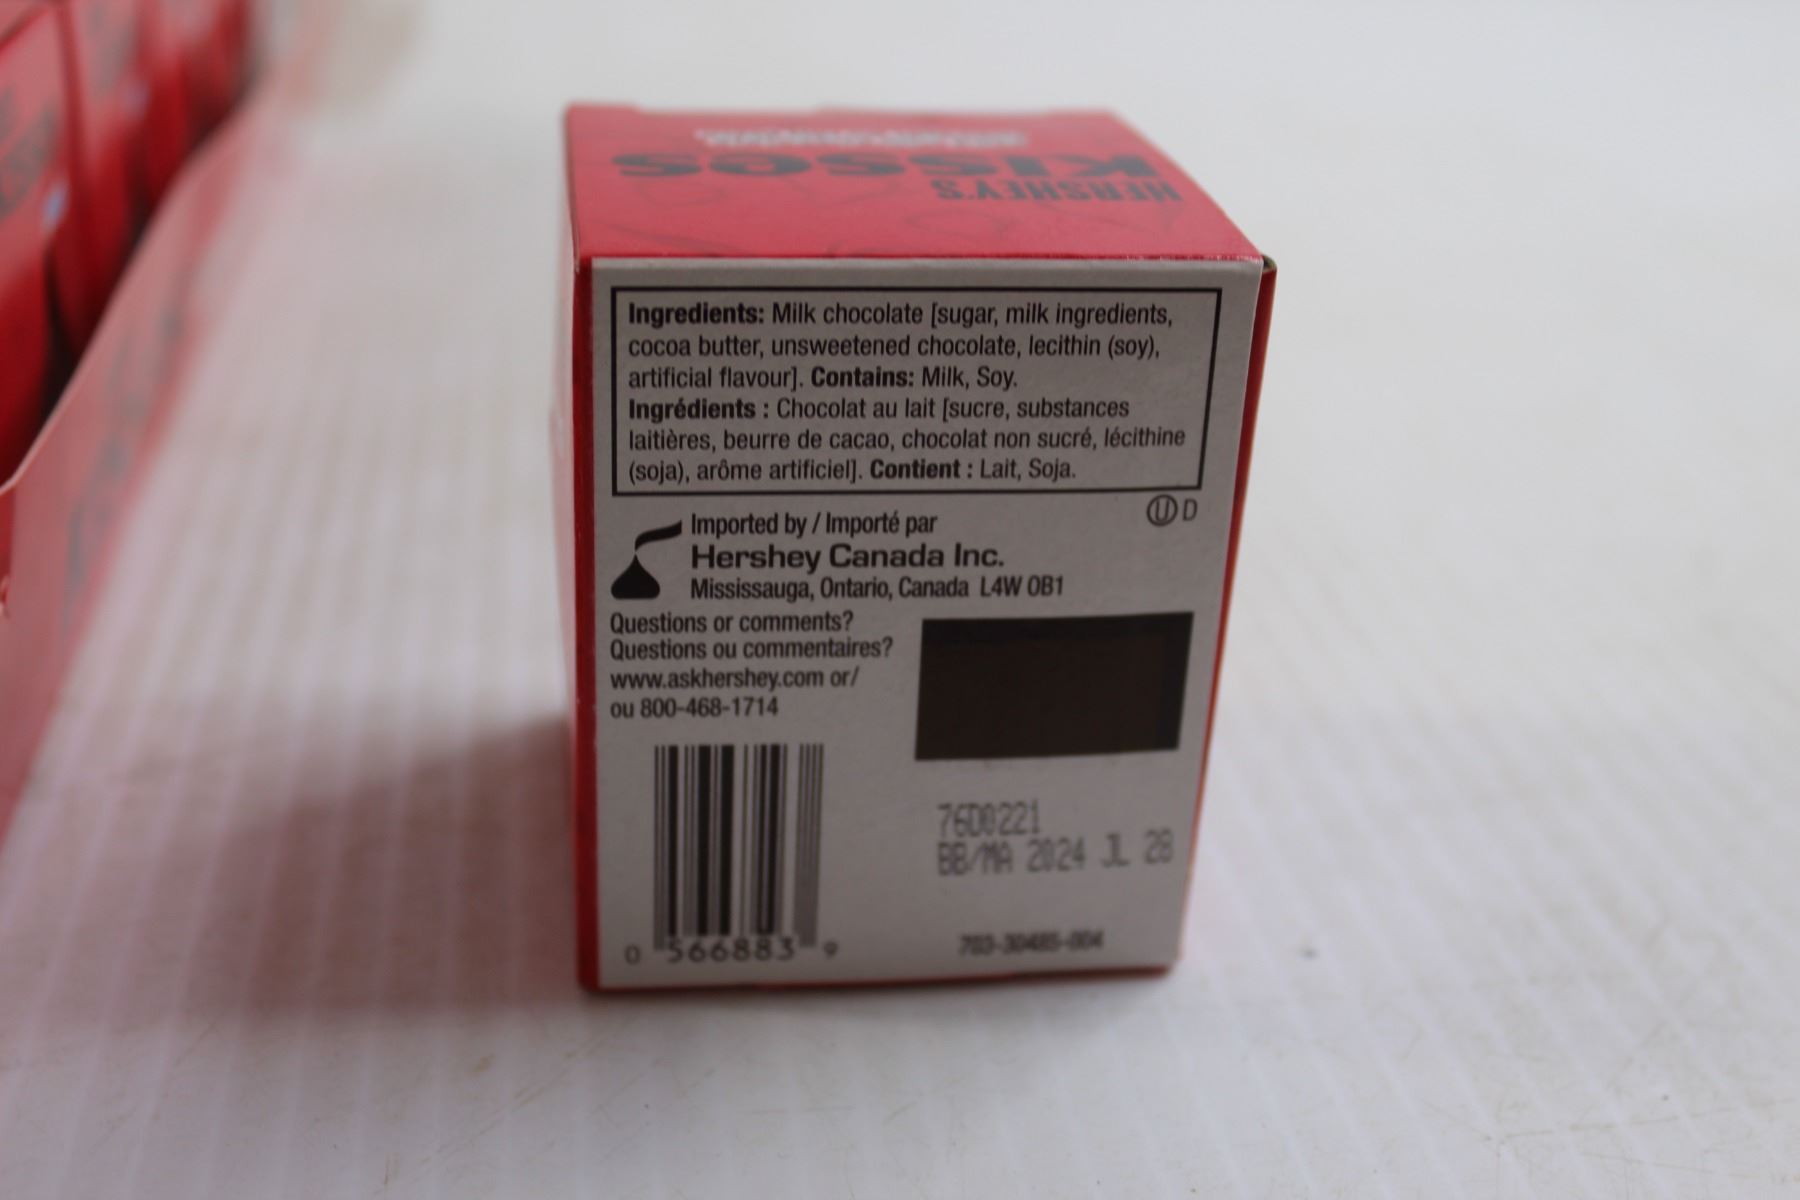 HERSHEY'S
KISSES
Ingredients: Milk chocolate [sugar, milk ingredients,
cocoa butter, unsweetened chocolate, lecithin (soy),
artificial flavour]. Contains: Milk, Soy.
Ingrédients : Chocolat au lait [sucre, substances
laitières, beurre de cacao, chocolat non sucré, lécithine
(soja), arôme artificiel]. Contient : Lait, Soja.
U D
Imported by / Importé par
Hershey Canada Inc.
Mississauga, Ontario, Canada L4W 0B1
Questions or comments?
Questions ou commentaires?
www.askhershey.com or/
ou 800-468-1714
76D0221
BB/MA 2024 JL 28
0 566883 9
703-30485-004